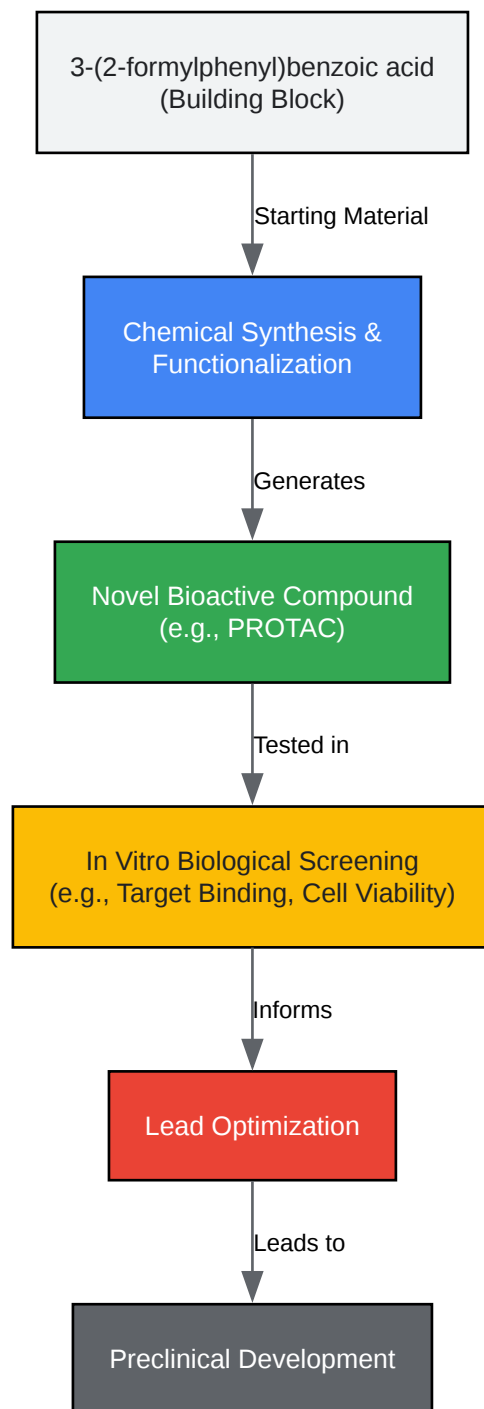 3-(2-formylphenyl)benzoic acid
(Building Block)
Starting Material
Chemical Synthesis &
Functionalization
Generates
Novel Bioactive Compound
(e.g., PROTAC)
Tested in
In Vitro Biological Screening
(e.g., Target Binding, Cell Viability)
Informs
Lead Optimization
Leads to
Preclinical Development